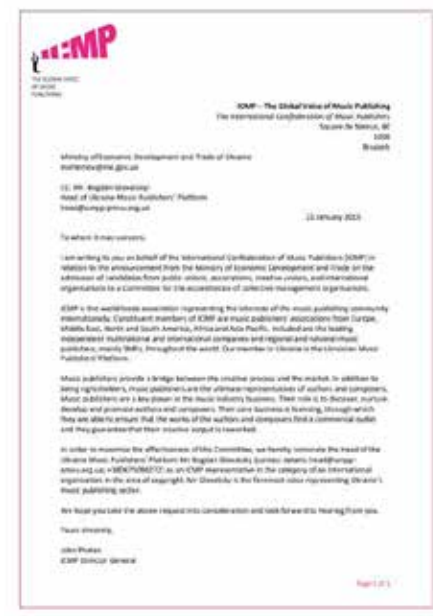 ICMP
THE GLOBAL VOICE
OF MUSIC
PUBLISHING
ICMP – The Global Voice of Music Publishing
The International Confederation of Music Publishers
Square de Meeus, 40
1000
Brussels
Ministry of Economic Development and Trade of Ukraine
CC. Mr.
Head of Ukraine Music Publishers' Platform
January
To whom it may concern,
I am writing to you on behalf of the International Confederation of Music Publishers (ICMP) in
relation to the announcement from the Ministry of Economic Development and Trade on the
admission of candidates from public unions, associations, creative unions, and international
organisations to a Committee for the accreditation of collective management organisations.
ICMP is the worldwide association representing the interests of the music publishing community
internationally. Constituent members of ICMP are music publishers' associations from Europe,
Middle East, North and South America, Africa and Asia Pacific. Included are the leading
independent multinational and international companies and regional and national music
publishers, mainly SMEs, throughout the world. Our member in Ukraine is the Ukrainian Music
Publishers' Platform.
Music publishers provide a bridge between the creative process and the market. In addition to
being rightsholders, music publishers are the ultimate representatives of authors and composers.
Music publishers are a key player in the music industry business. Their role is to discover, nurture
develop and promote authors and composers. Their core business is licensing, through which
they are able to ensure that the works of the authors and composers find a commercial outlet
and they guarantee that their creative output is rewarded.
In order to maximise the effectiveness of this Committee, we hereby nominate the Head of the
Ukraine Music Publishers' Platform Mr
as an ICMP representative in the category of an international
organisation in the area of copyright. Mr is the foremost voice representing Ukraine's
music publishing sector.
We hope you take the above request into consideration and look forward to hearing from you.
Yours sincerely,
John Phelan
ICMP Director General
Page 1 of 1